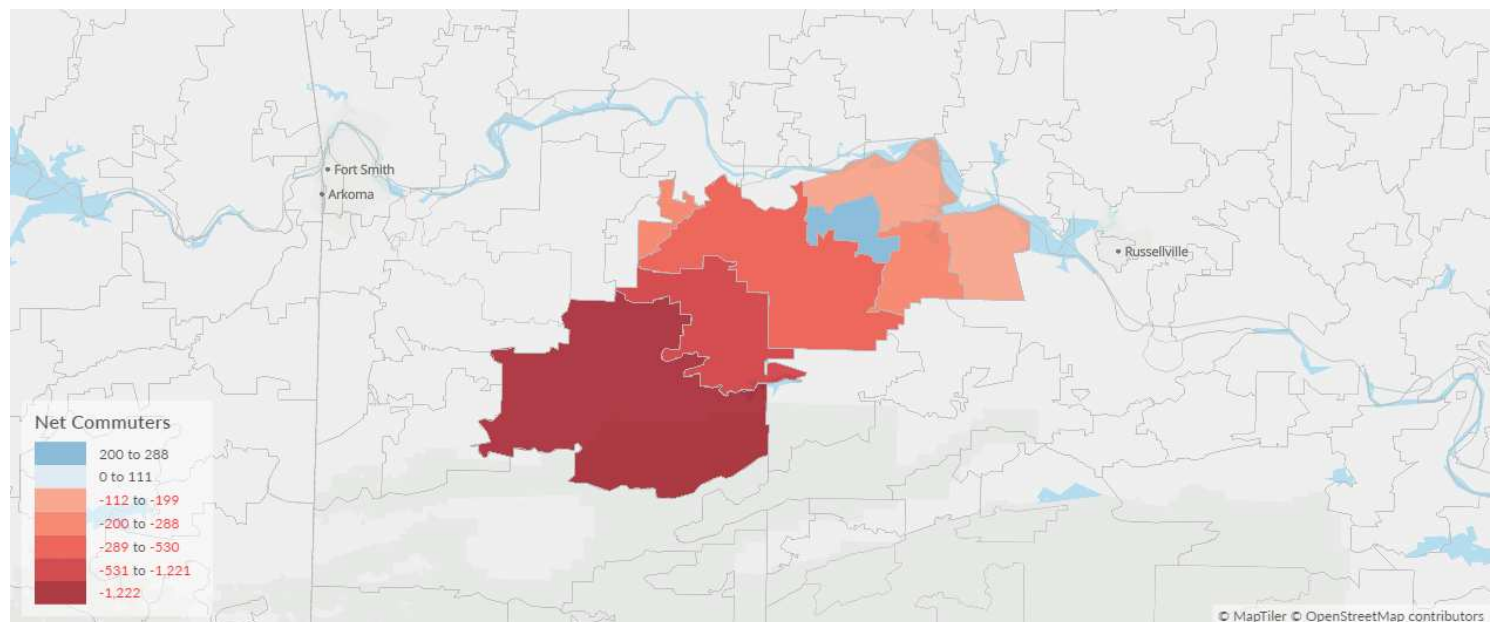 Fort Smith
Arkoma
Russellville
Net Commuters
200 to 288
0 to 111
-112 to -199
-200 to -288
-289 to -530
-531 to -1,221
-1,222
© MapTiler © OpenStreetMap contributors